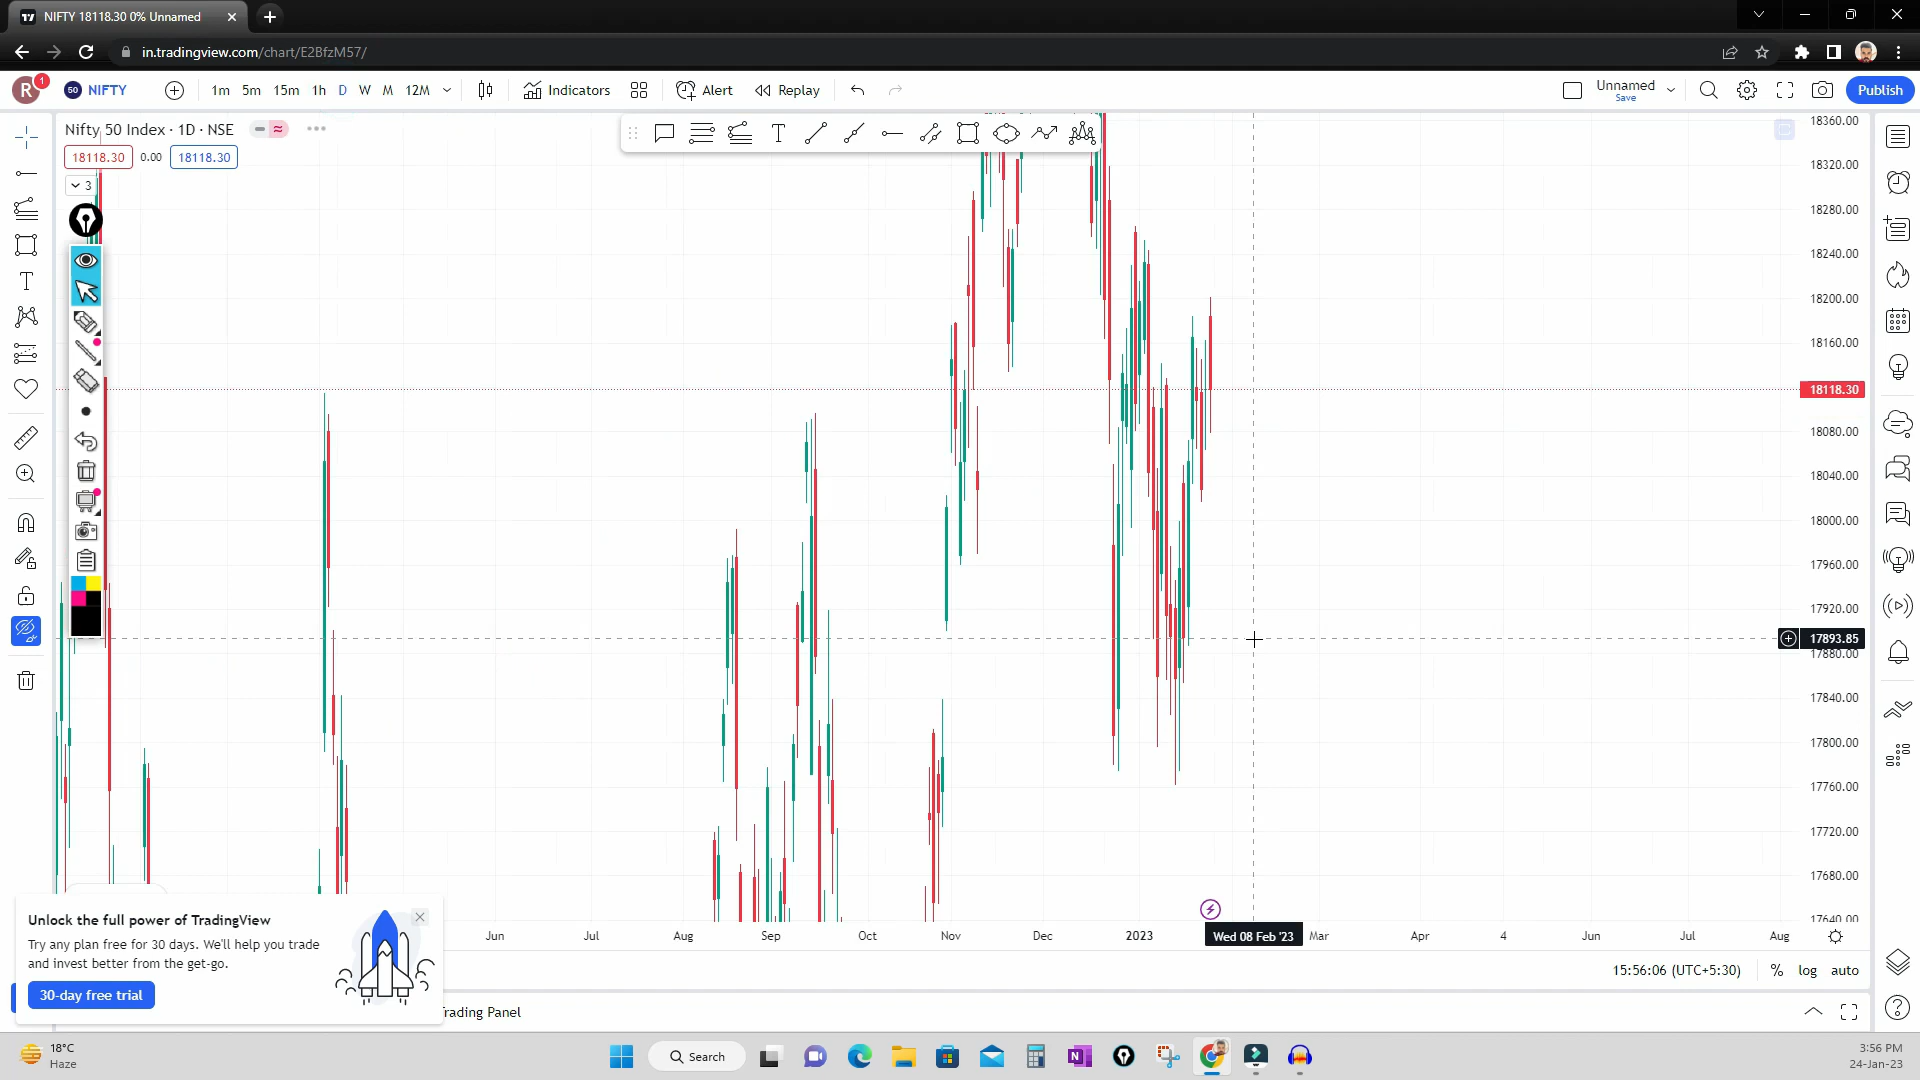 NIFTY 18118.30 0% Unnamed
in.tradingview.com/chart/E2BfzM57/
R 1 50 NIFTY 1m 5m 15m 1h D W M 12M Indicators Alert Replay Unnamed Save Publish
Nifty 50 Index · 1D · NSE
18118.30 0.00 18118.30
3
18360.00
18320.00
18280.00
18240.00
18200.00
18160.00
18118.30
18080.00
18040.00
18000.00
17960.00
17920.00
17893.85
17880.00
17840.00
17800.00
17760.00
17720.00
17680.00
17640.00
Jun Jul Aug Sep Oct Nov Dec 2023 Wed 08 Feb '23 Mar Apr 4 Jun Jul Aug
Unlock the full power of TradingView
Try any plan free for 30 days. We'll help you trade
and invest better from the get-go.
30-day free trial
15:56:06 (UTC+5:30) % log auto
rading Panel
18°C
Haze
Search
3:56 PM
24-Jan-23